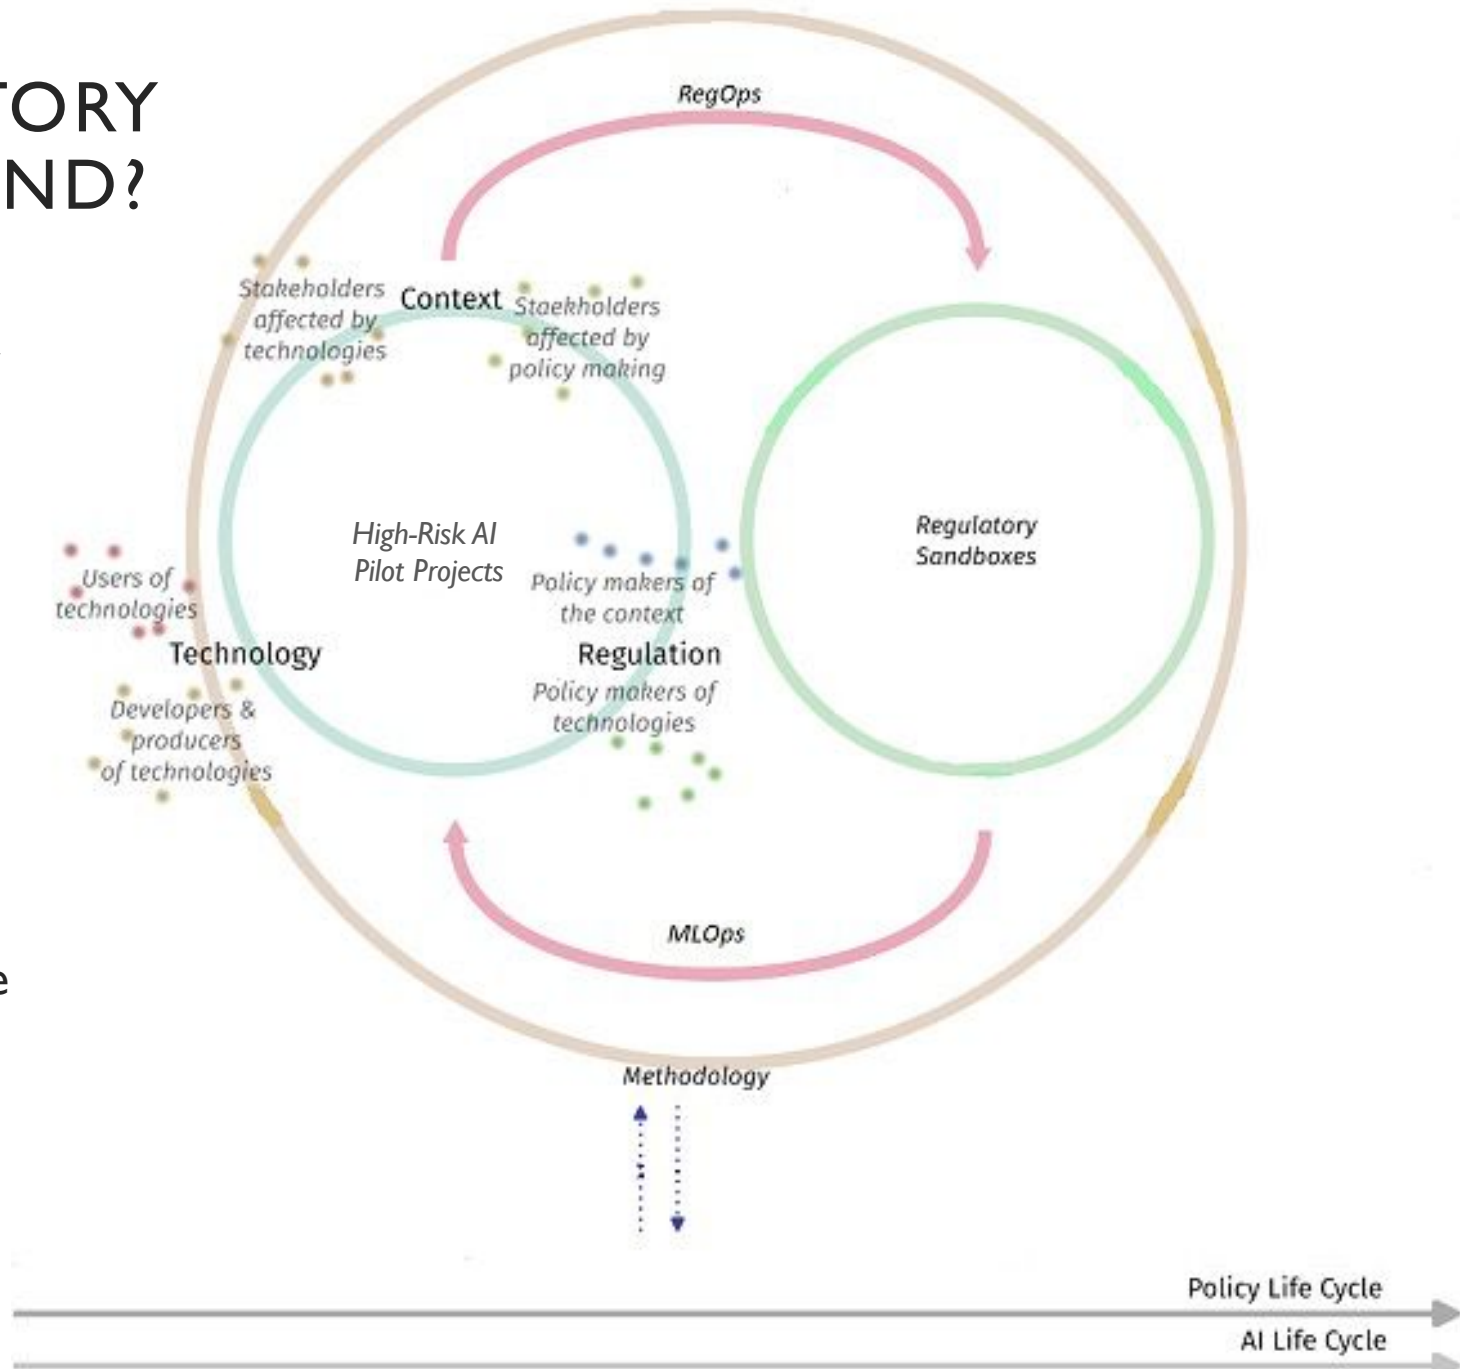 TORY
ND?
RegOps
Stakeholders
affected by
technologies
Context
Staekholders
affected by
policy making
High-Risk AI
Pilot Projects
Regulatory
Sandboxes
Users of
technologies
Policy makers of
the context
Technology
Regulation
Policy makers of
technologies
Developers &
producers
of technologies
MLOps
e
Methodology
Policy Life Cycle
AI Life Cycle